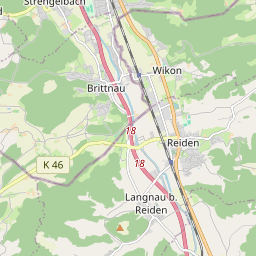 Strengelbach
Wikon
Brittnau
18
Reiden
K 46
18
Langnau b.
Reiden